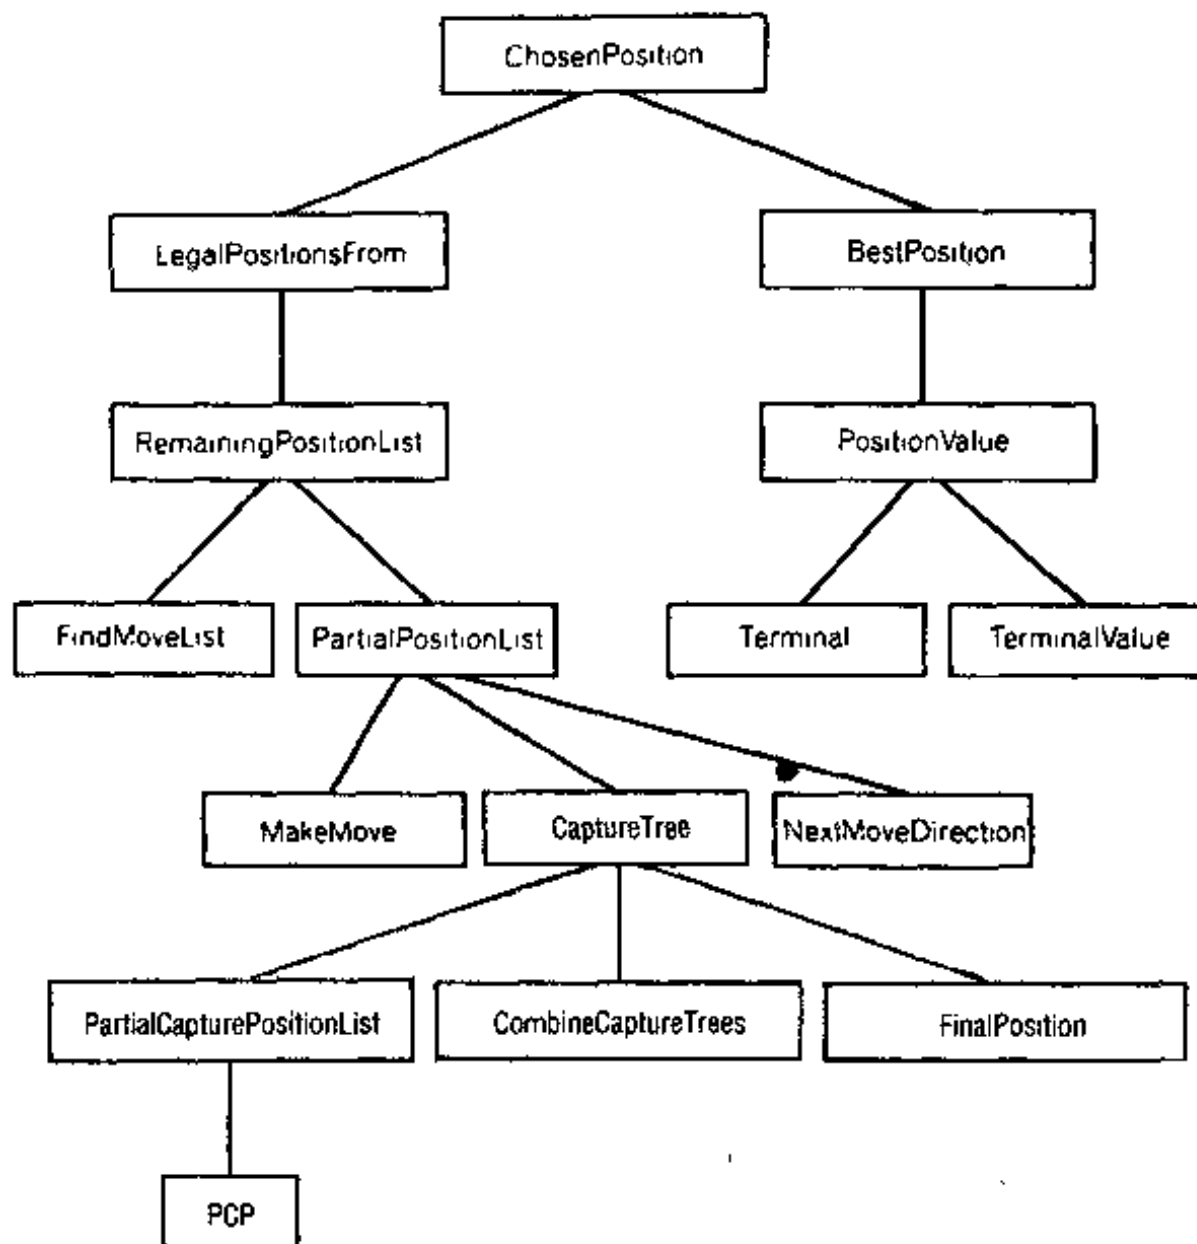 ChosenPosition
LegalPositionsFrom
BestPosition
RemainingPositionList
PositionValue
FindMoveList
PartialPositionList
Terminal
TerminalValue
MakeMove
CaptureTree
NextMoveDirection
PartialCapturePositionList
CombineCaptureTrees
FinalPosition
PCP